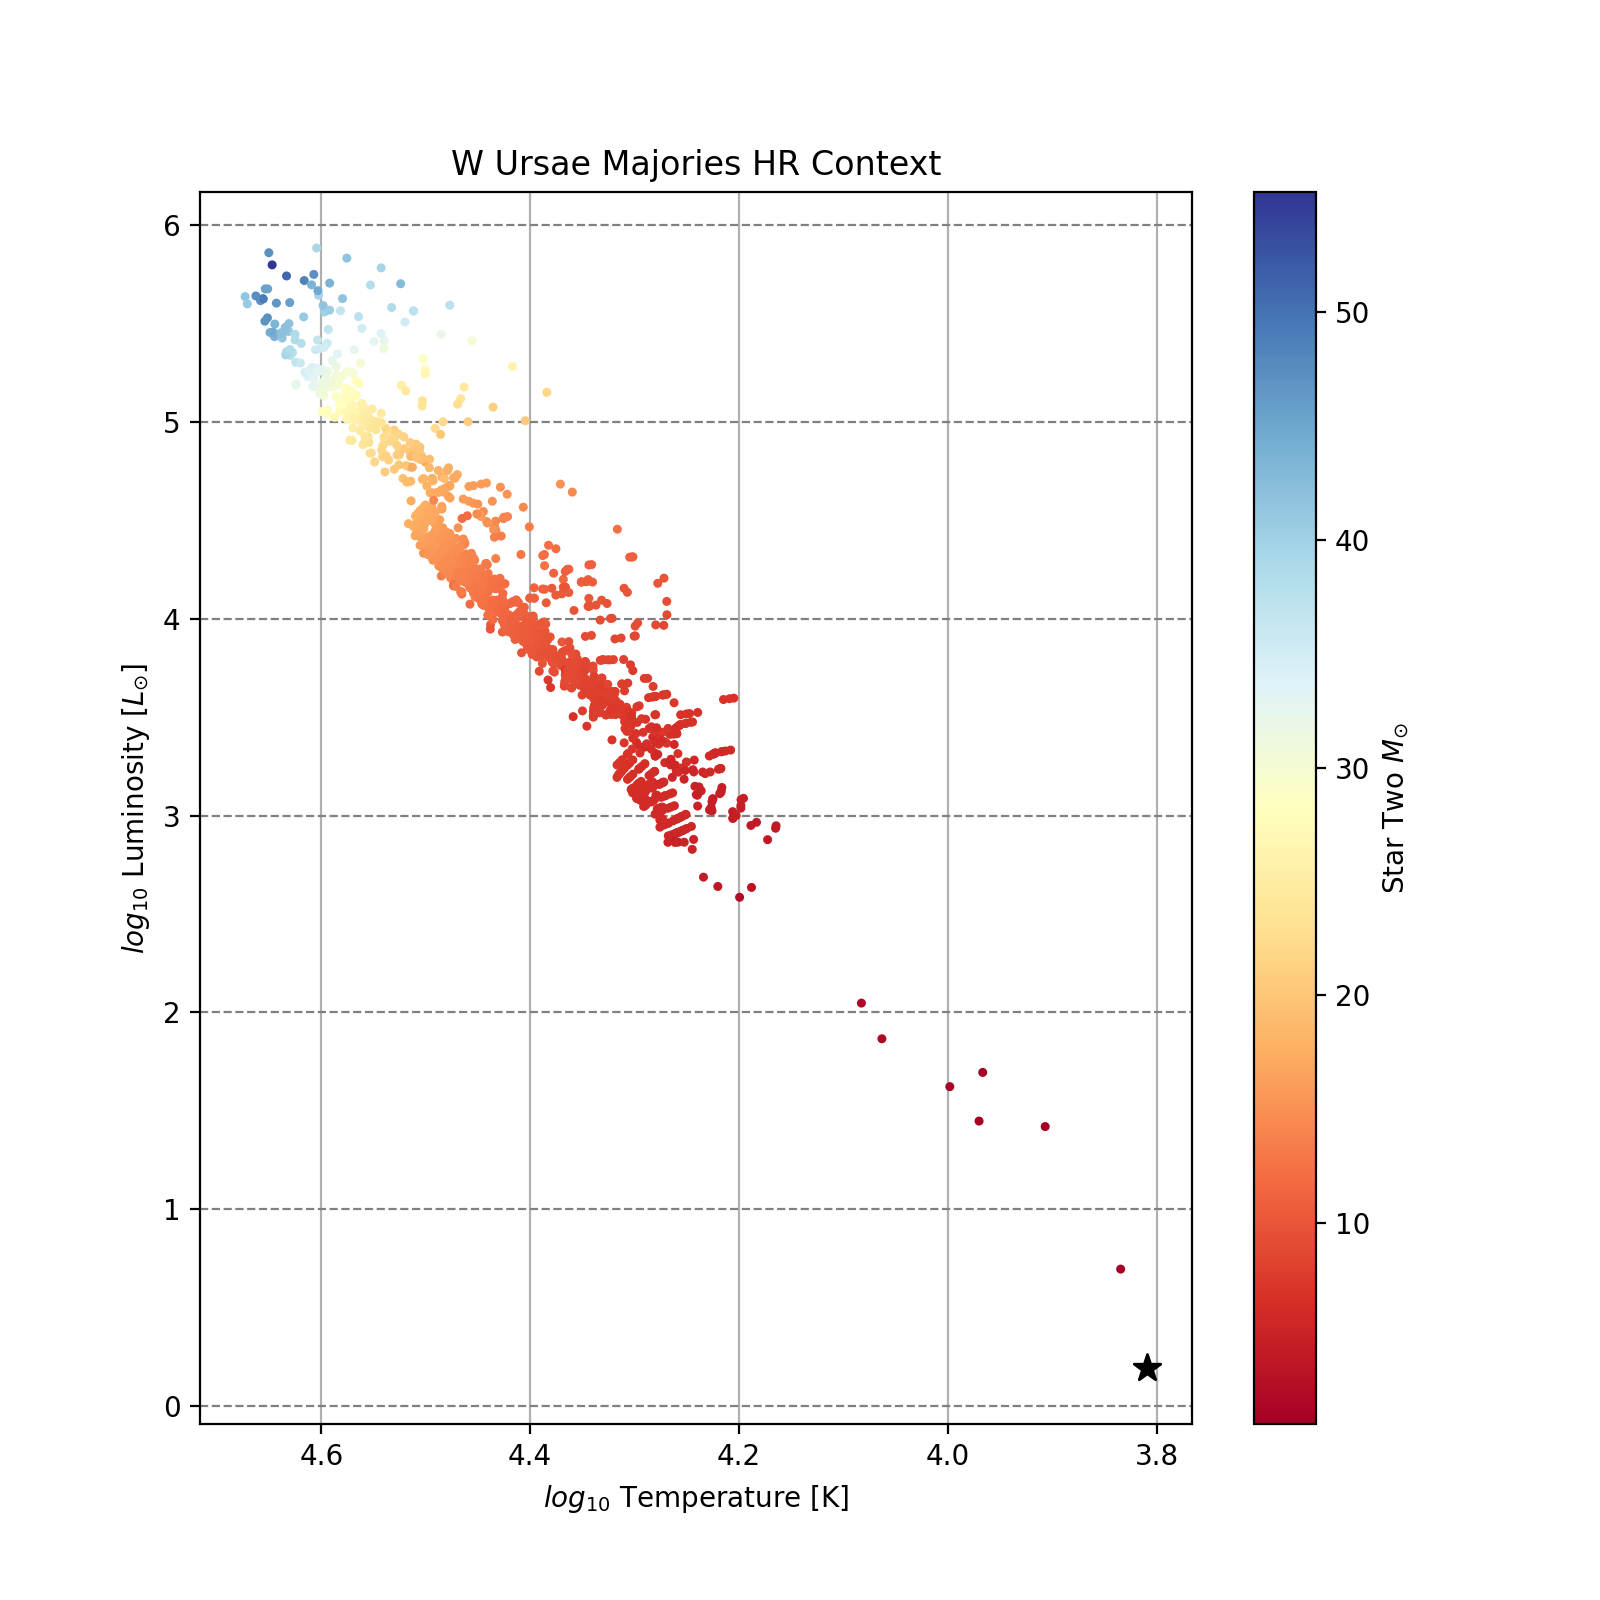 W Ursae Majories HR Context
6
5
4
3
2
1
0
log₁₀ Luminosity [L☉]
4.6 4.4 4.2 4.0 3.8
log₁₀ Temperature [K]
50
40
30
20
10
Star Two M☉